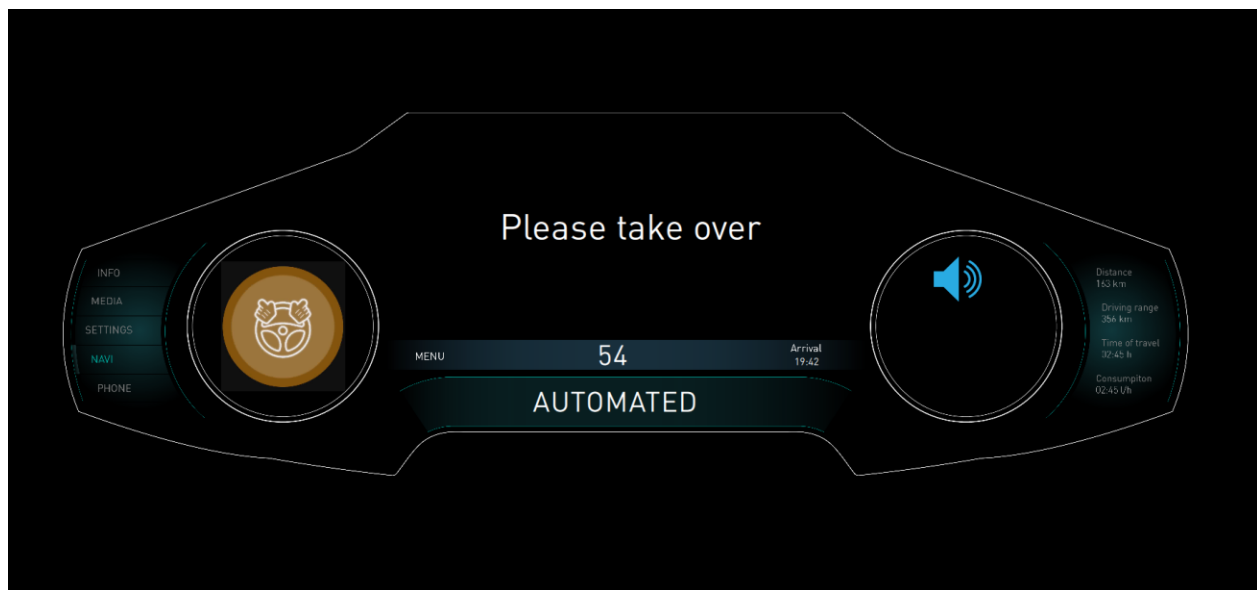 Please take over
INFO
MEDIA
SETTINGS
NAVI
PHONE
MENU
54
Arrival
19:42
AUTOMATED
Distance
163 km
Driving range
356 km
Time of travel
32:45 h
Consumpiton
02:45 l/h